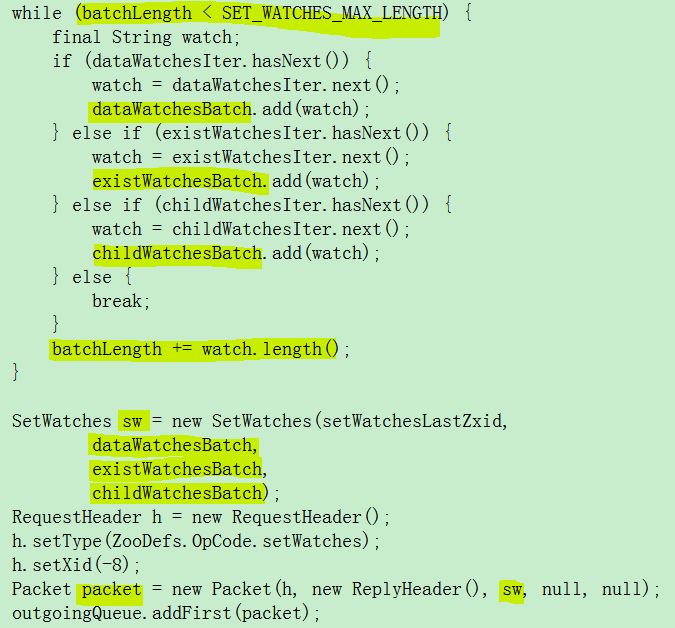 while (batchLength < SET_WATCHES_MAX_LENGTH) {
    final String watch;
    if (dataWatchesIter.hasNext()) {
        watch = dataWatchesIter.next();
        dataWatchesBatch.add(watch);
    } else if (existWatchesIter.hasNext()) {
        watch = existWatchesIter.next();
        existWatchesBatch.add(watch);
    } else if (childWatchesIter.hasNext()) {
        watch = childWatchesIter.next();
        childWatchesBatch.add(watch);
    } else {
        break;
    }
    batchLength += watch.length();
}

SetWatches sw = new SetWatches(setWatchesLastZxid,
        dataWatchesBatch,
        existWatchesBatch,
        childWatchesBatch);
RequestHeader h = new RequestHeader();
h.setType(ZooDefs.OpCode.setWatches);
h.setXid(-8);
Packet packet = new Packet(h, new ReplyHeader(), sw, null, null);
outgoingQueue.addFirst(packet);